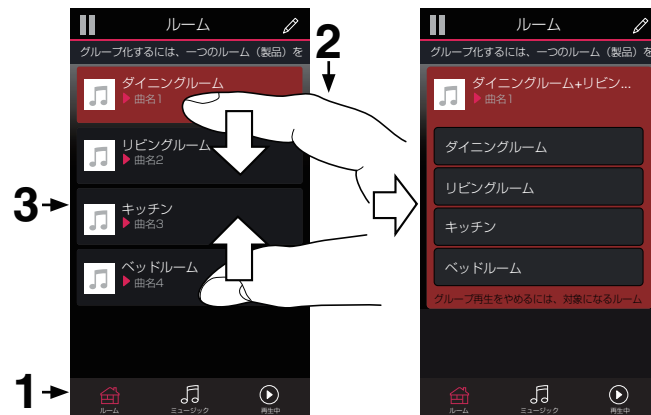 ルーム
グループ化するには、一つのルーム（製品）を
2
ダイニングルーム
曲名1
リビングルーム
曲名2
3
キッチン
曲名3
ベッドルーム
曲名4
1
ルーム
ミュージック
再生中
ルーム
グループ化するには、一つのルーム（製品）を
ダイニングルーム+リビン...
曲名1
ダイニングルーム
リビングルーム
キッチン
ベッドルーム
グループ再生をやめるには、対象になるルーム
ルーム
ミュージック
再生中